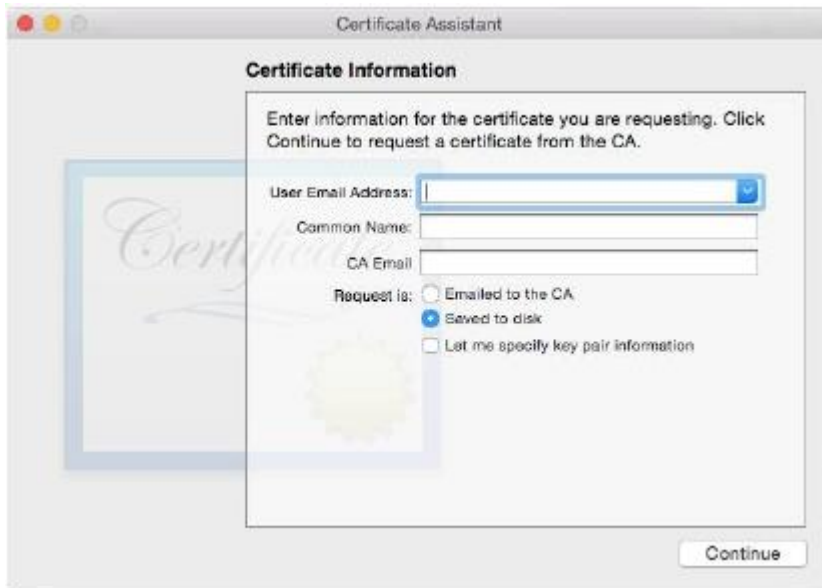 Certificate Assistant
Certificate Information
Enter information for the certificate you are requesting. Click
Continue to request a certificate from the CA.
User Email Address:
Common Name:
CA Email
Request is: Emailed to the CA
Saved to disk
Let me specify key pair information
Certificate
Continue